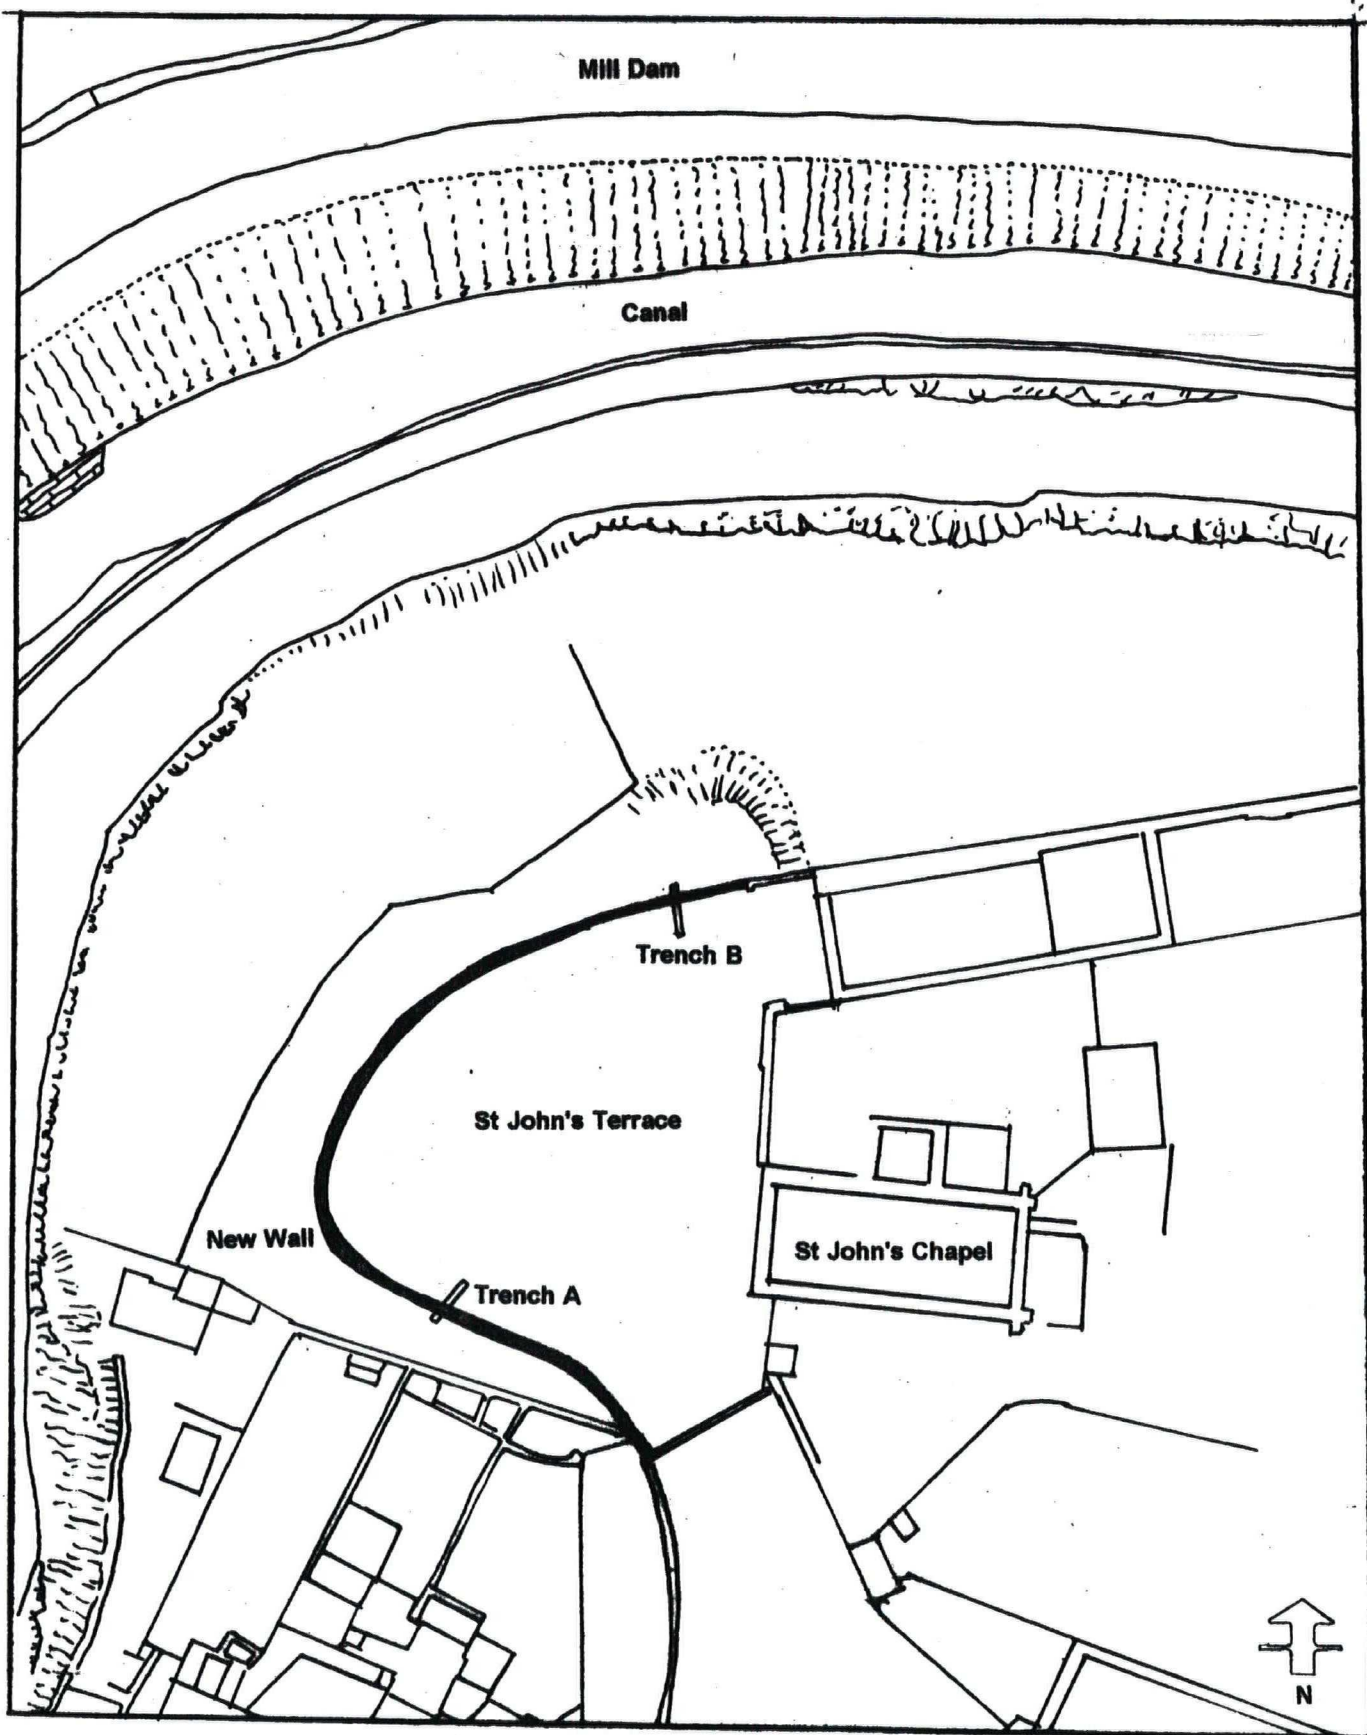 Mill Dam
Canal
Trench B
St John's Terrace
New Wall
St John's Chapel
Trench A
N